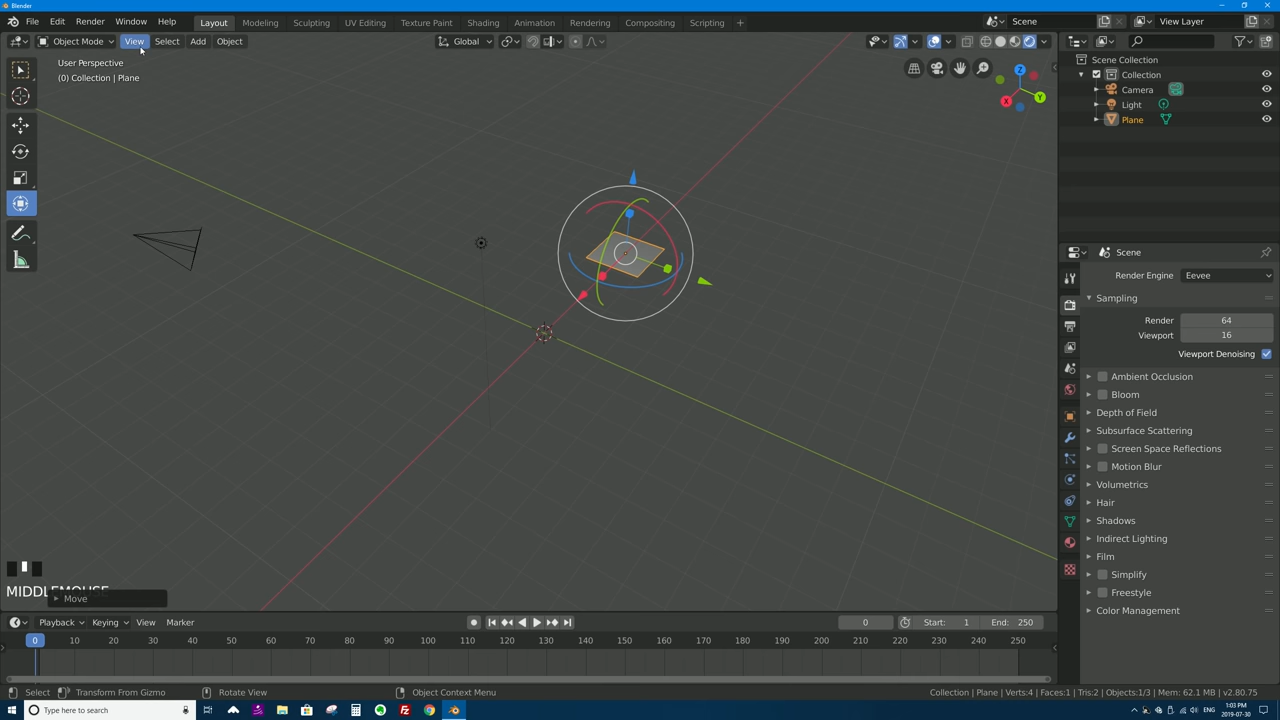 Blender
File Edit Render Window Help
Layout Modeling Sculpting UV Editing Texture Paint Shading Animation Rendering Compositing Scripting +
Scene
View Layer
Object Mode View Select Add Object
Global
User Perspective
(0) Collection | Plane
Z
X
Y
Scene Collection
Collection
Camera
Light
Plane
Scene
Render Engine Eevee
Sampling
Render 64
Viewport 16
Viewport Denoising
Ambient Occlusion
Bloom
Depth of Field
Subsurface Scattering
Screen Space Reflections
Motion Blur
Volumetrics
Hair
Shadows
Indirect Lighting
Film
Simplify
Freestyle
Color Management
MIDDLEMOUSE
Move
Playback Keying View Marker
0 Start: 1 End: 250
0 10 20 30 40 50 60 70 80 90 100 110 120 130 140 150 160 170 180 190 200 210 220 230 240 250
Select Transform From Gizmo Rotate View Object Context Menu
Collection | Plane | Verts:4 | Faces:1 | Tris:2 | Objects:1/3 | Mem: 62.1 MB | v2.80.75
Type here to search
ENG
1:03 PM
2019-07-30